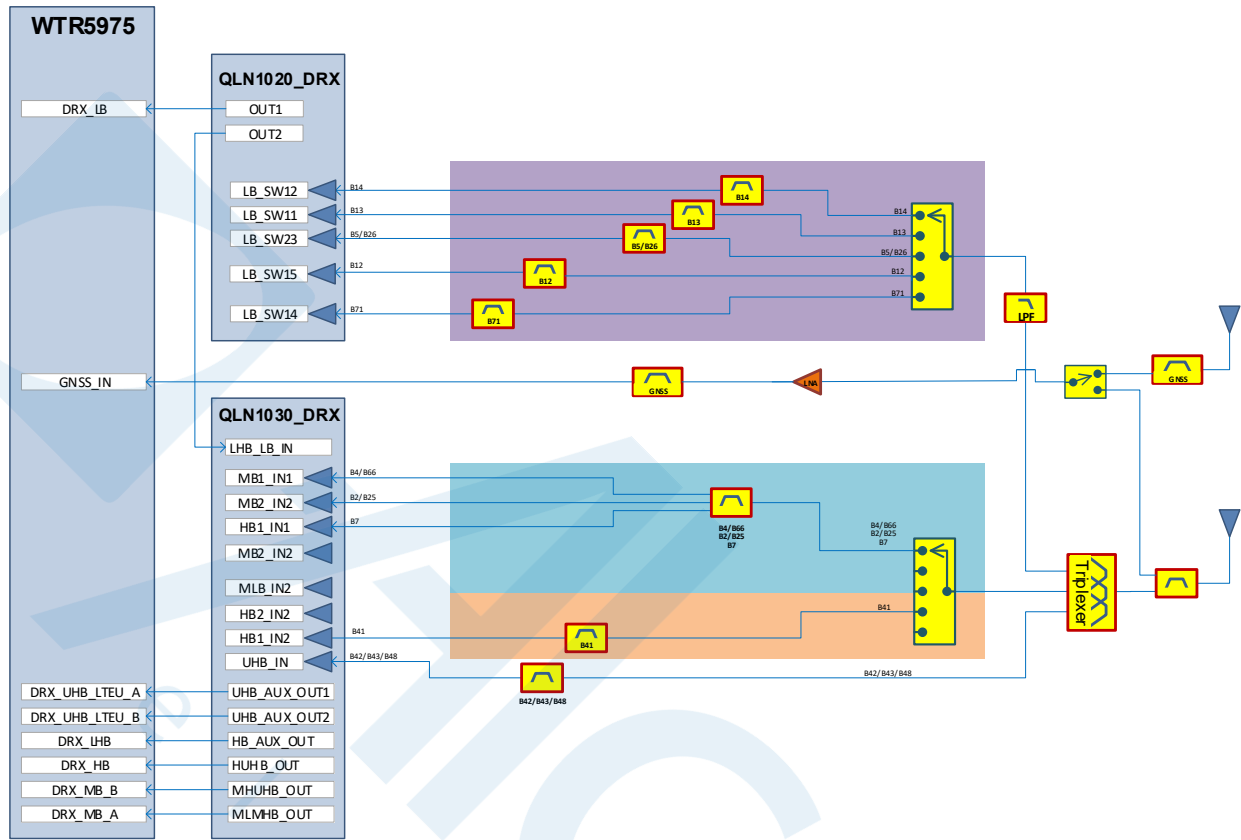 WTR5975
QLN1020_DRX
DRX_LB
OUT1
OUT2
LB_SW12
B14
B14
B14
LB_SW11
B13
B13
B13
LB_SW23
B5/B26
B5/B26
B5/B26
LB_SW15
B12
B12
B12
LB_SW14
B71
B71
B71
LPF
GNSS_IN
GNSS
LNA
GNSS
QLN1030_DRX
LHB_LB_IN
MB1_IN1
B4/B66
MB2_IN2
B2/B25
HB1_IN1
B7
B4/B66
B2/B25
B7
B4/B66
B2/B25
B7
MB2_IN2
MLB_IN2
HB2_IN2
HB1_IN2
B41
B41
B41
UHB_IN
B42/B43/B48
B42/B43/B48
B42/B43/B48
Triplexer
DRX_UHB_LTEU_A
UHB_AUX_OUT1
DRX_UHB_LTEU_B
UHB_AUX_OUT2
DRX_LHB
HB_AUX_OUT
DRX_HB
HUHB_OUT
DRX_MB_B
MHUHB_OUT
DRX_MB_A
MLMHB_OUT